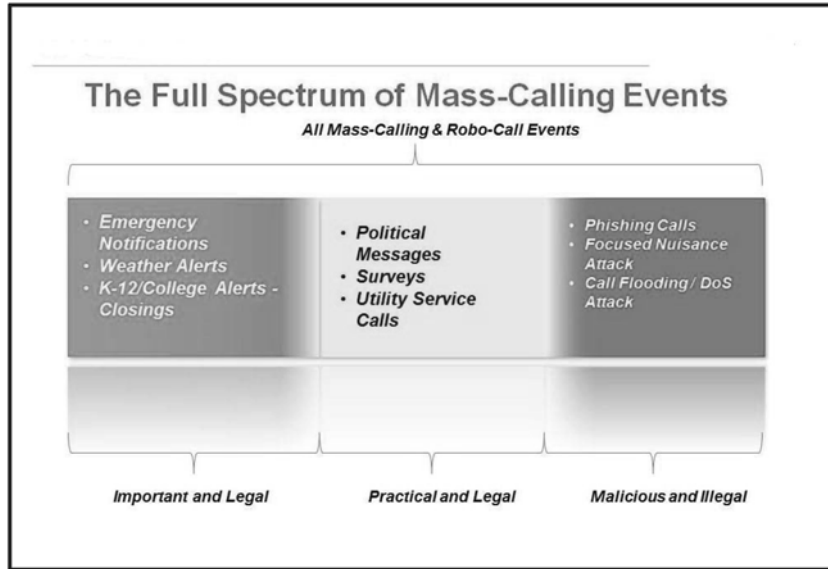 The Full Spectrum of Mass-Calling Events
All Mass-Calling & Robo-Call Events
• Emergency
Notifications
• Weather Alerts
• K-12/College Alerts -
Closings
• Political
Messages
• Surveys
• Utility Service
Calls
• Phishing Calls
• Focused Nuisance
Attack
• Call Flooding / DoS
Attack
Important and Legal
Practical and Legal
Malicious and Illegal